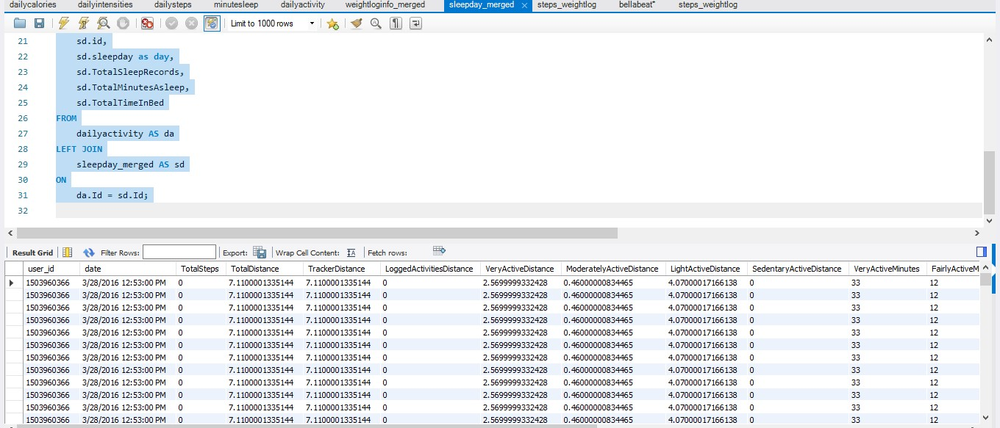 dailycalories dailyintensities dailysteps minutesleep dailyactivity weightloginfo_merged sleepday_merged × steps_weightlog bellabeat* steps_weightlog
Limit to 1000 rows
21 sd.id,
22 sd.sleepday as day,
23 sd.TotalSleepRecords,
24 sd.TotalMinutesAsleep,
25 sd.TotalTimeInBed
26 FROM
27 dailyactivity AS da
28 LEFT JOIN
29 sleepday_merged AS sd
30 ON
31 da.Id = sd.Id;
32
Result Grid Filter Rows: Export: Wrap Cell Content: IA Fetch rows:
user_id date TotalSteps TotalDistance TrackerDistance LoggedActivitiesDistance VeryActiveDistance ModeratelyActiveDistance LightActiveDistance SedentaryActiveDistance VeryActiveMinutes FairlyActiveM
1503960366 3/28/2016 12:53:00 PM 0 7.1100001335144 7.1100001335144 0 2.5699999332428 0.46000000834465 4.07000017166138 0 33 12
1503960366 3/28/2016 12:53:00 PM 0 7.1100001335144 7.1100001335144 0 2.5699999332428 0.46000000834465 4.07000017166138 0 33 12
1503960366 3/28/2016 12:53:00 PM 0 7.1100001335144 7.1100001335144 0 2.5699999332428 0.46000000834465 4.07000017166138 0 33 12
1503960366 3/28/2016 12:53:00 PM 0 7.1100001335144 7.1100001335144 0 2.5699999332428 0.46000000834465 4.07000017166138 0 33 12
1503960366 3/28/2016 12:53:00 PM 0 7.1100001335144 7.1100001335144 0 2.5699999332428 0.46000000834465 4.07000017166138 0 33 12
1503960366 3/28/2016 12:53:00 PM 0 7.1100001335144 7.1100001335144 0 2.5699999332428 0.46000000834465 4.07000017166138 0 33 12
1503960366 3/28/2016 12:53:00 PM 0 7.1100001335144 7.1100001335144 0 2.5699999332428 0.46000000834465 4.07000017166138 0 33 12
1503960366 3/28/2016 12:53:00 PM 0 7.1100001335144 7.1100001335144 0 2.5699999332428 0.46000000834465 4.07000017166138 0 33 12
1503960366 3/28/2016 12:53:00 PM 0 7.1100001335144 7.1100001335144 0 2.5699999332428 0.46000000834465 4.07000017166138 0 33 12
1503960366 3/28/2016 12:53:00 PM 0 7.1100001335144 7.1100001335144 0 2.5699999332428 0.46000000834465 4.07000017166138 0 33 12
1503960366 3/28/2016 12:53:00 PM 0 7.1100001335144 7.1100001335144 0 2.5699999332428 0.46000000834465 4.07000017166138 0 33 12
1503960366 3/28/2016 12:53:00 PM 0 7.1100001335144 7.1100001335144 0 2.5699999332428 0.46000000834465 4.07000017166138 0 33 12